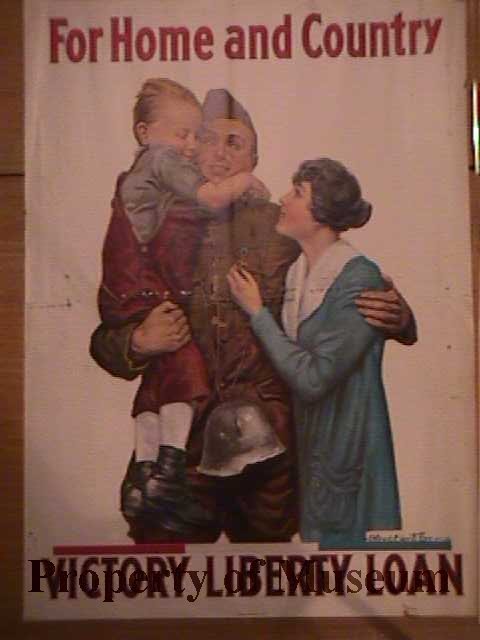 For Home and Country
VICTORY LIBERTY LOAN
Property of Museum